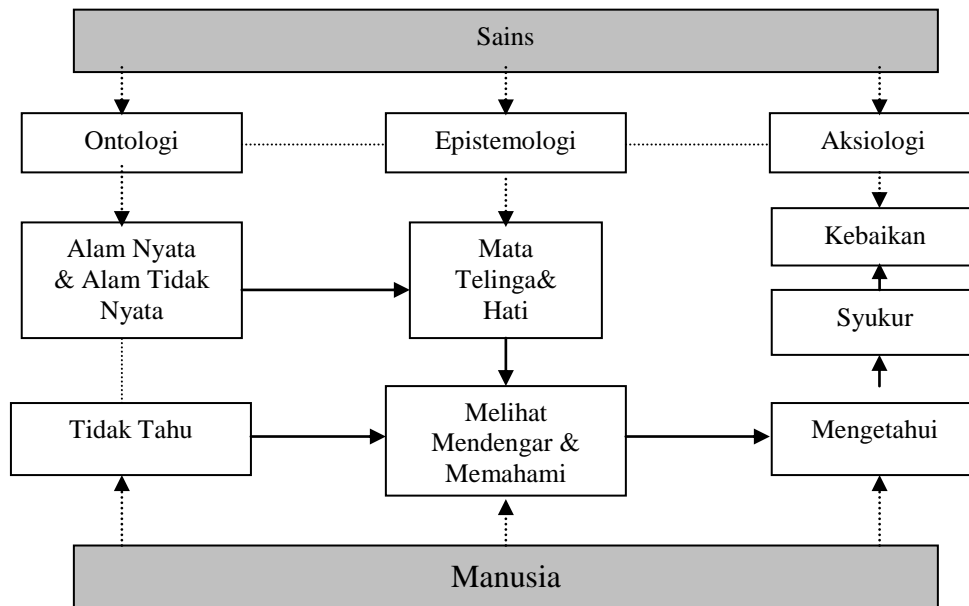 Sains
Ontologi
Epistemologi
Aksiologi
Alam Nyata
& Alam Tidak
Nyata
Mata
Telinga&
Hati
Kebaikan
Syukur
Tidak Tahu
Melihat
Mendengar &
Memahami
Mengetahui
Manusia